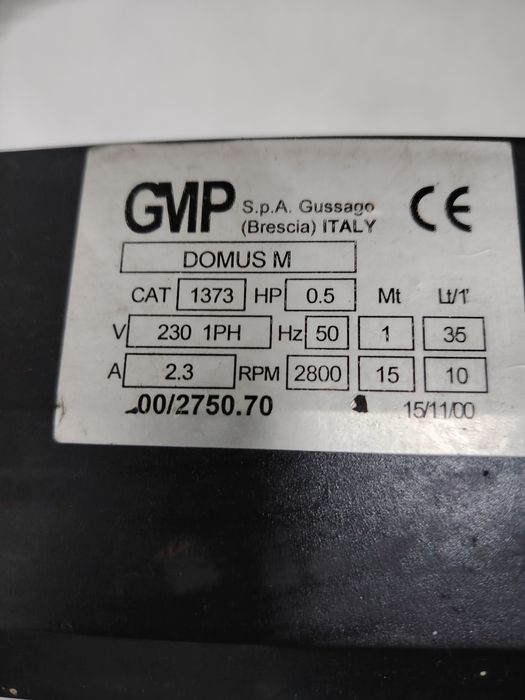 GMP S.p.A. Gussago CE
(Brescia) ITALY
DOMUS M
CAT 1373 HP 0.5 Mt Lt/1'
V 230 1PH Hz 50 1 35
A 2.3 RPM 2800 15 10
00/2750.70 15/11/00